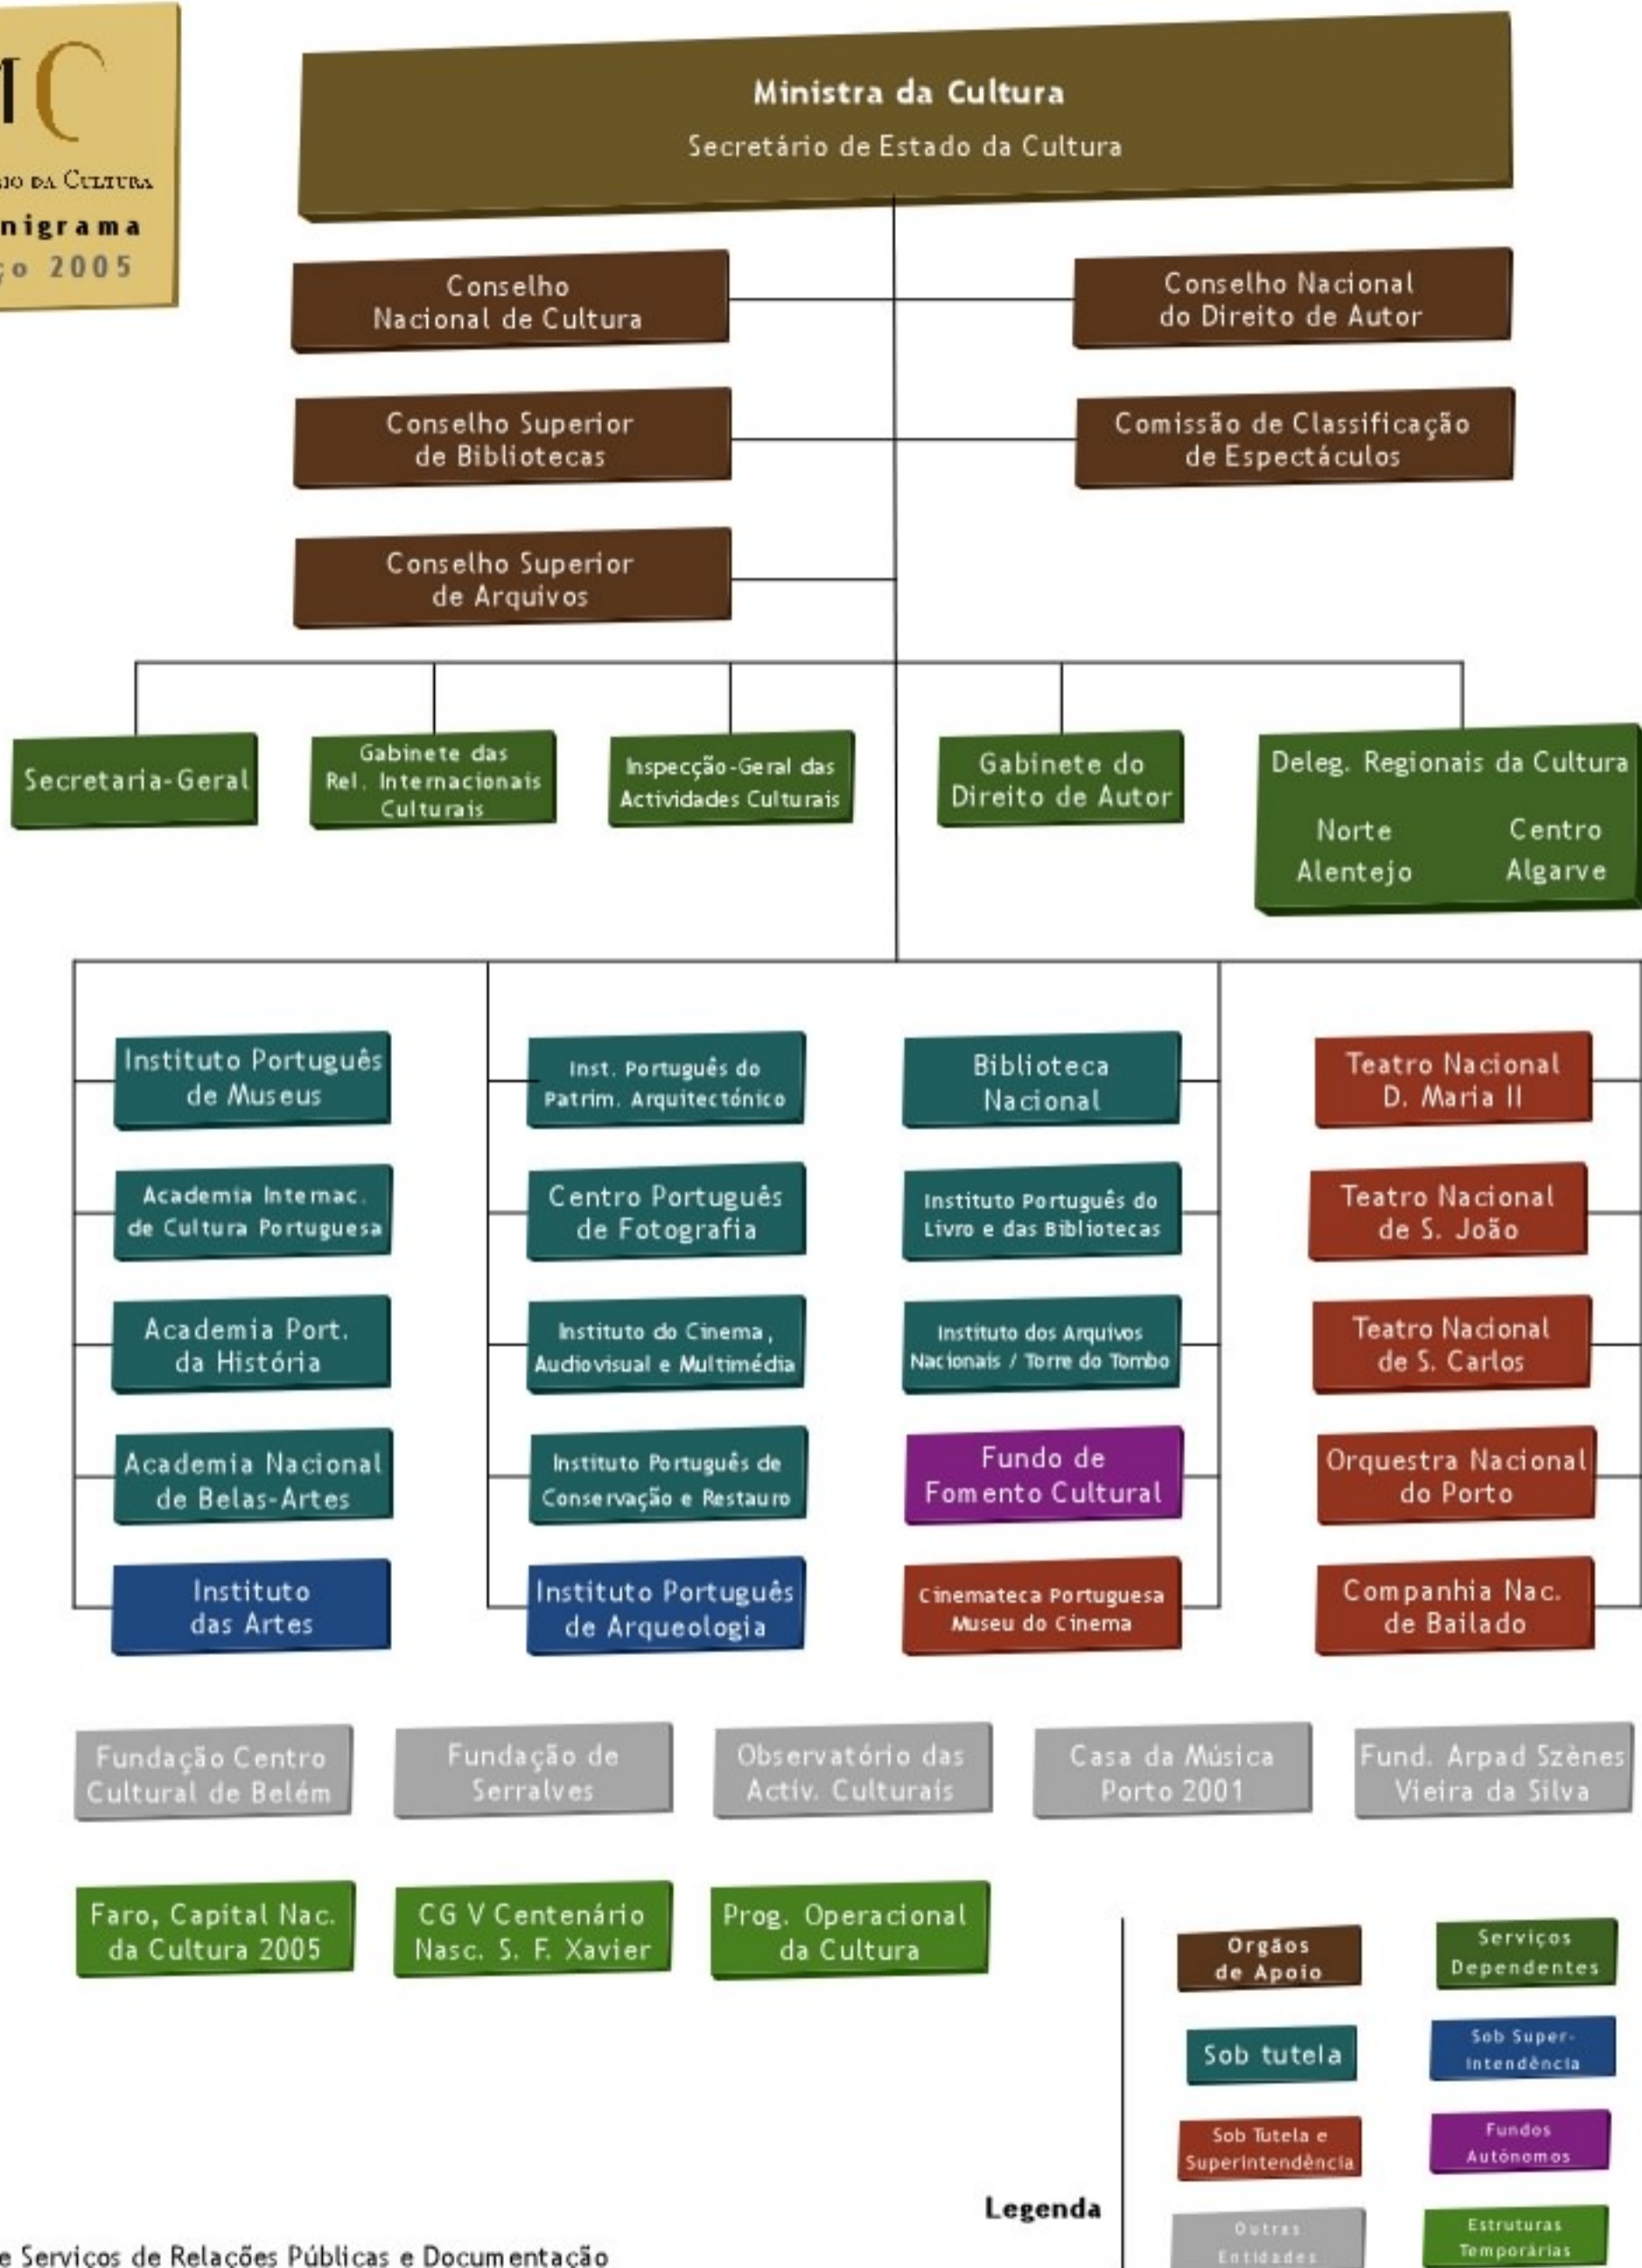 IO DA CULTURA
nigrama
ço 2005
Ministra da Cultura
Secretário de Estado da Cultura
Conselho
Nacional de Cultura
Conselho Nacional
do Direito de Autor
Conselho Superior
de Bibliotecas
Comissão de Classificação
de Espectáculos
Conselho Superior
de Arquivos
Secretaria-Geral
Gabinete das
Rel. Internacionais
Culturais
Inspecção-Geral das
Actividades Culturais
Gabinete do
Direito de Autor
Deleg. Regionais da Cultura
Norte Centro
Alentejo Algarve
Instituto Português
de Museus
Inst. Português do
Patrim. Arquitectónico
Biblioteca
Nacional
Teatro Nacional
D. Maria II
Academia Internac.
de Cultura Portuguesa
Centro Português
de Fotografia
Instituto Português do
Livro e das Bibliotecas
Teatro Nacional
de S. João
Academia Port.
da História
Instituto do Cinema,
Audiovisual e Multimédia
Instituto dos Arquivos
Nacionais / Torre do Tombo
Teatro Nacional
de S. Carlos
Academia Nacional
de Belas-Artes
Instituto Português de
Conservação e Restauro
Fundo de
Fomento Cultural
Orquestra Nacional
do Porto
Instituto
das Artes
Instituto Português
de Arqueologia
Cinemateca Portuguesa
Museu do Cinema
Companhia Nac.
de Bailado
Fundação Centro
Cultural de Belém
Fundação de
Serralves
Observatório das
Activ. Culturais
Casa da Música
Porto 2001
Fund. Arpad Szènes
Vieira da Silva
Faro, Capital Nac.
da Cultura 2005
CG V Centenário
Nasc. S. F. Xavier
Prog. Operacional
da Cultura
Orgãos
de Apoio
Serviços
Dependentes
Sob tutela
Sob Super-
Intendência
Sob Tutela e
Superintendência
Fundos
Autónomos
Legenda
Outras
Entidades
Estruturas
Temporárias
e Serviços de Relações Públicas e Documentação